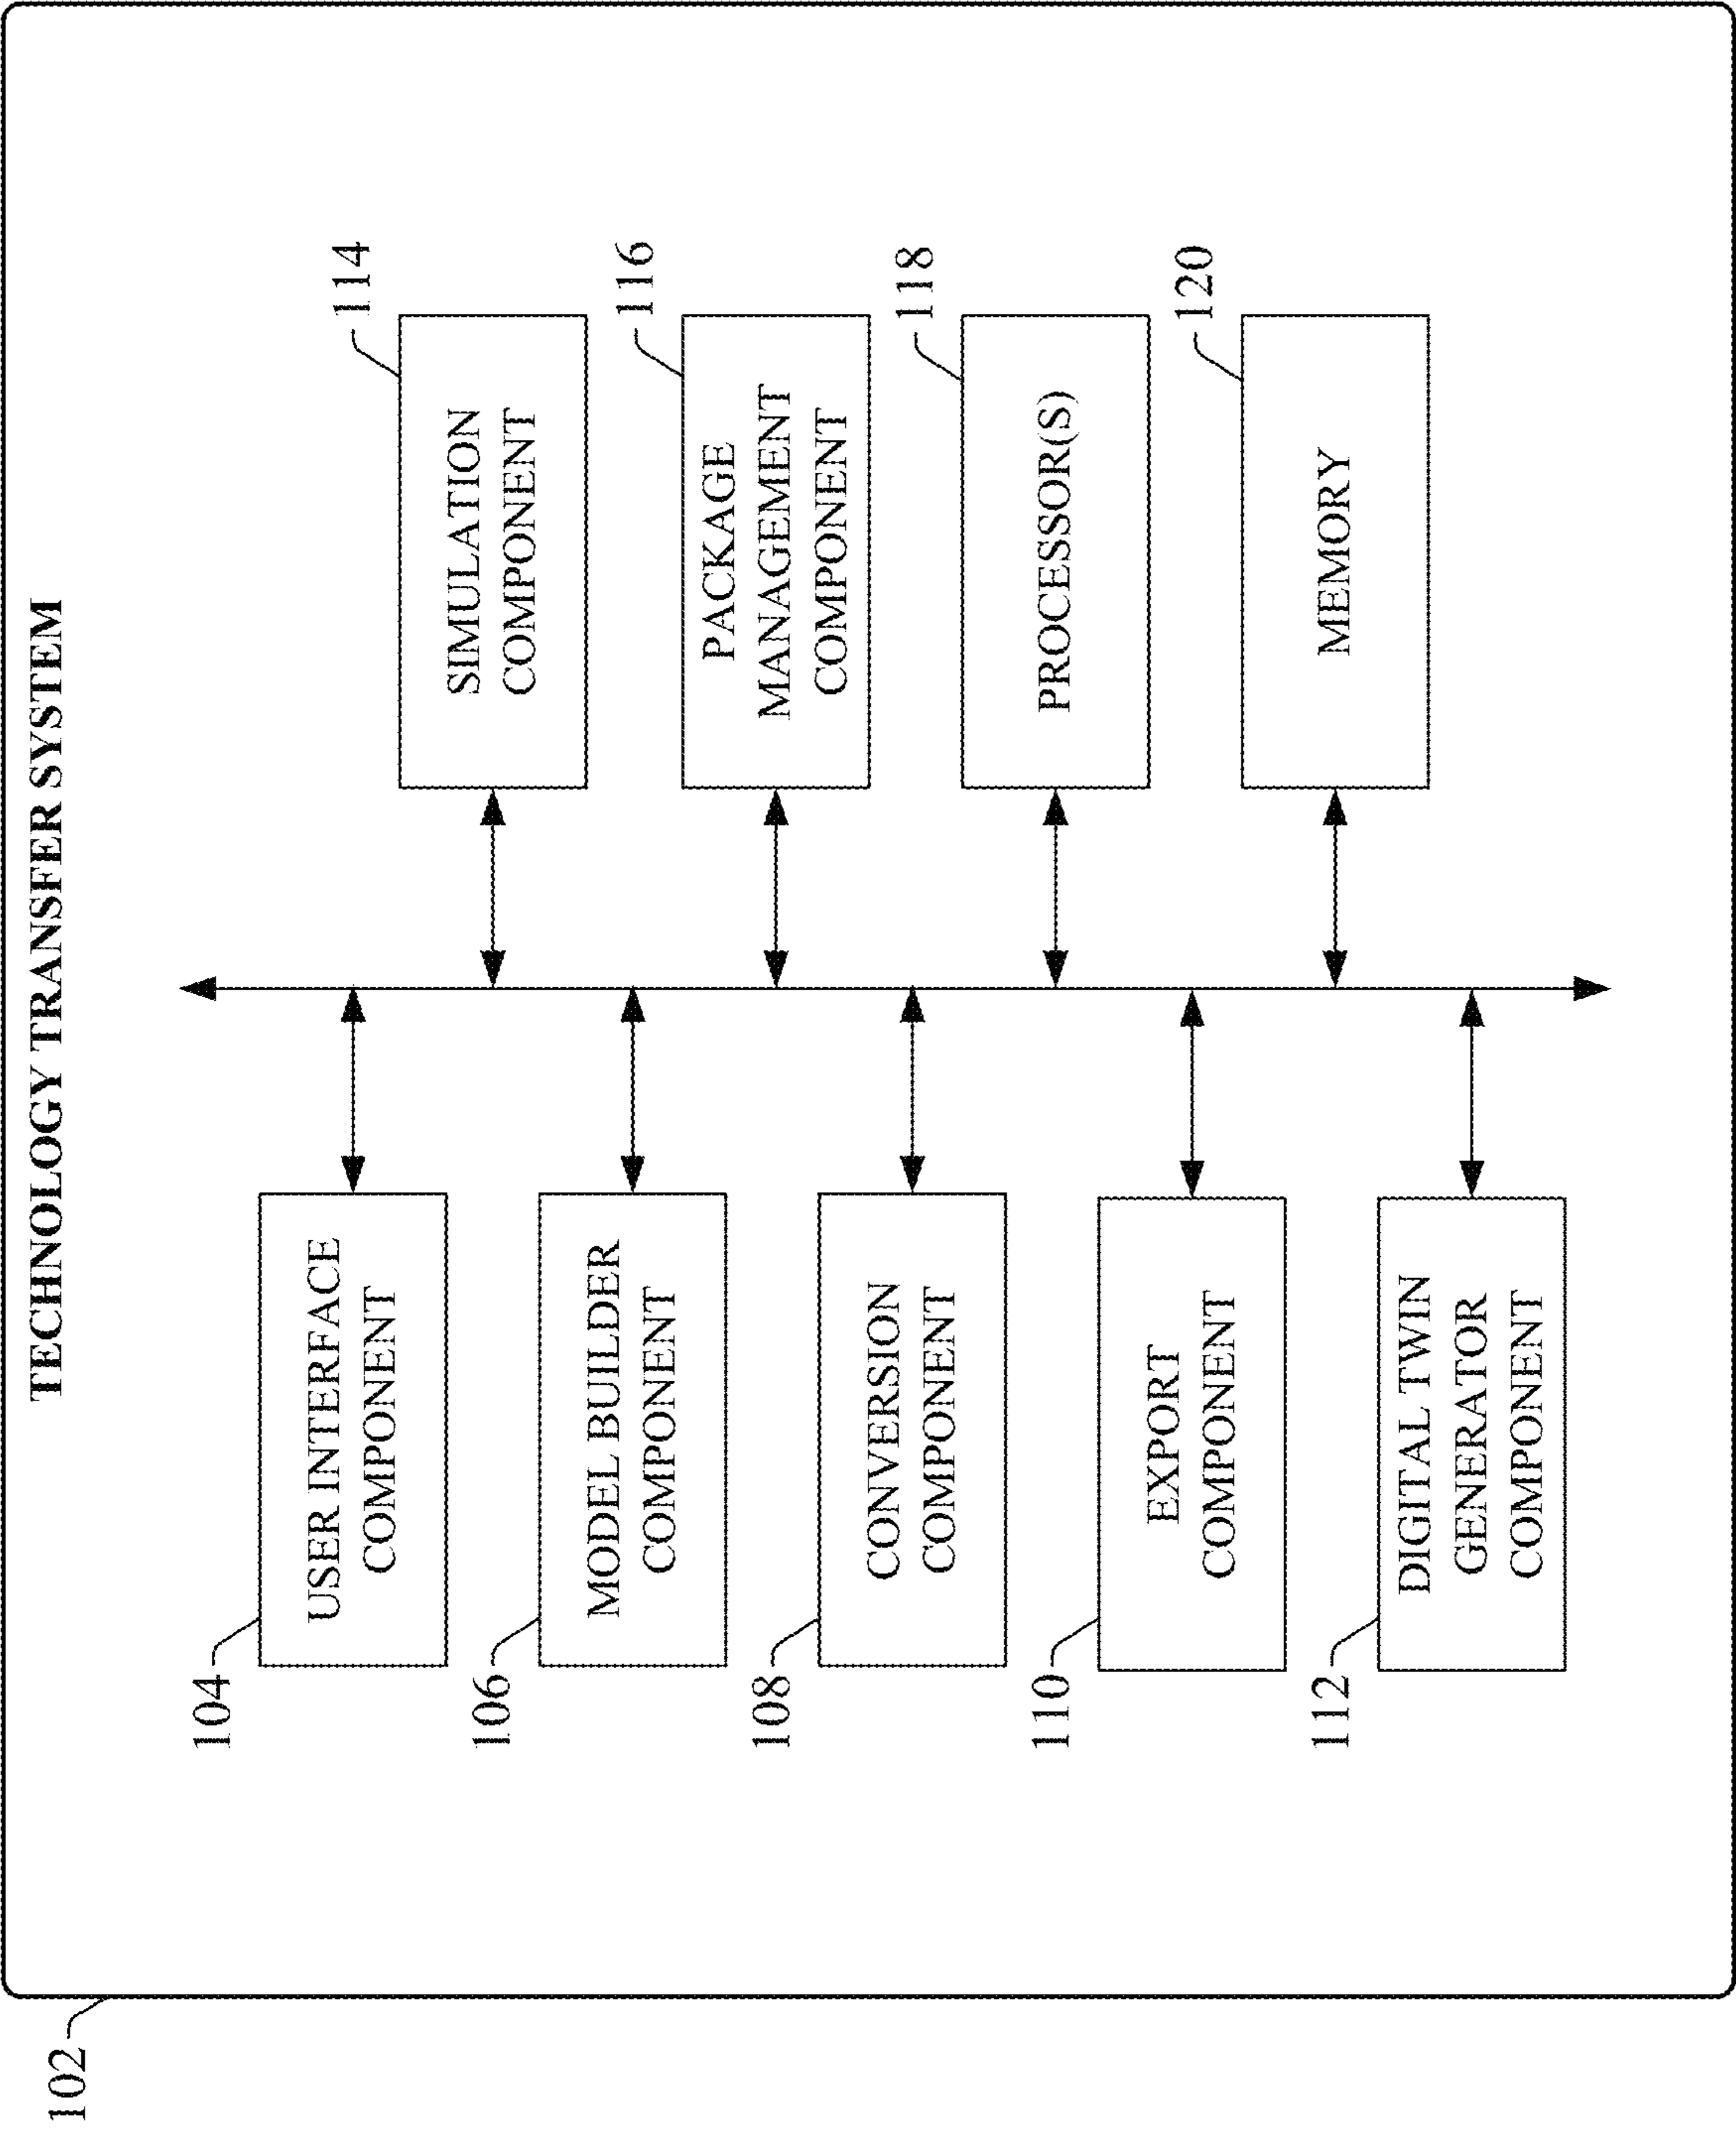 TECHNOLOGY TRANSFER SYSTEM
102
104
USER INTERFACE
COMPONENT
106
MODEL BUILDER
COMPONENT
108
CONVERSION
COMPONENT
110
EXPORT
COMPONENT
112
DIGITAL TWIN
GENERATOR
COMPONENT
114
SIMULATION
COMPONENT
116
PACKAGE
MANAGEMENT
COMPONENT
118
PROCESSOR(S)
120
MEMORY